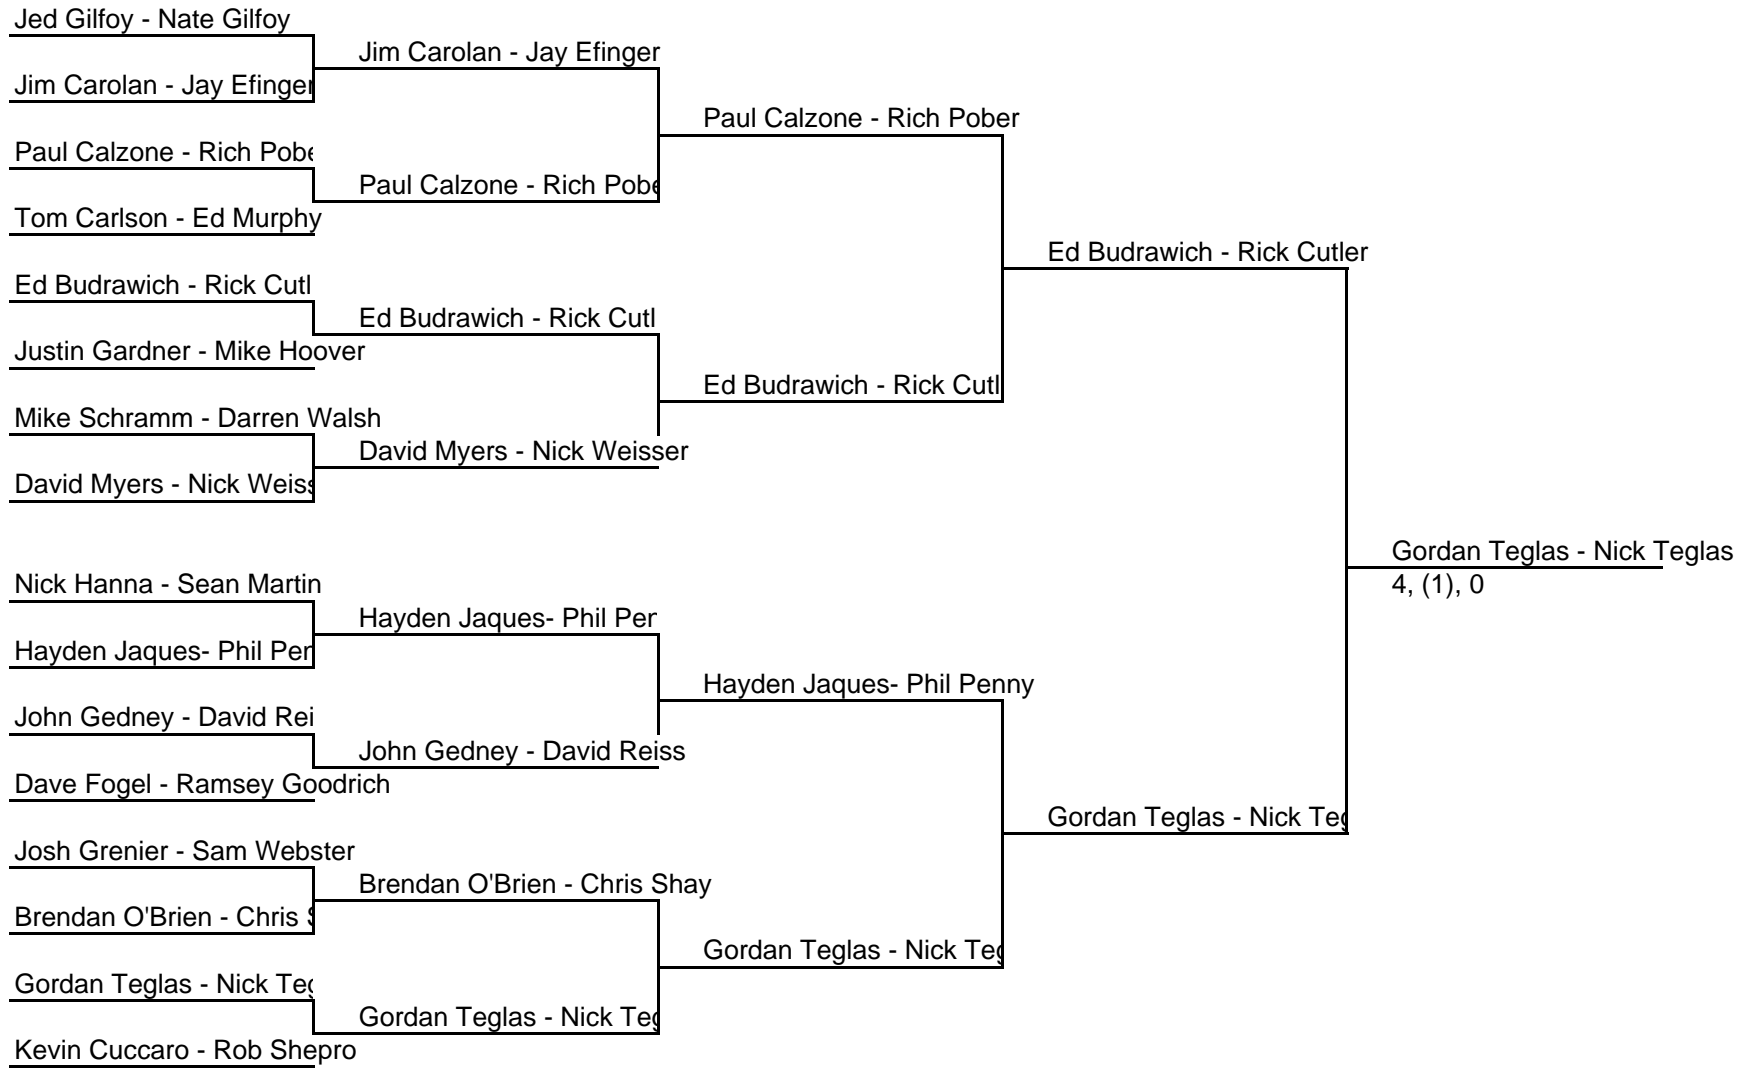 Jed Gilfoy - Nate Gilfoy
Jim Carolan - Jay Efinger
Jim Carolan - Jay Efinger
Paul Calzone - Rich Pober
Paul Calzone - Rich Pobe
Paul Calzone - Rich Pobe
Tom Carlson - Ed Murphy
Ed Budrawich - Rick Cutler
Ed Budrawich - Rick Cutl
Ed Budrawich - Rick Cutl
Justin Gardner - Mike Hoover
Ed Budrawich - Rick Cutl
Mike Schramm - Darren Walsh
David Myers - Nick Weisser
David Myers - Nick Weiss
Gordan Teglas - Nick Teglas
4, (1), 0
Nick Hanna - Sean Martin
Hayden Jaques- Phil Per
Hayden Jaques- Phil Per
Hayden Jaques- Phil Penny
John Gedney - David Rei
John Gedney - David Reiss
Dave Fogel - Ramsey Goodrich
Gordan Teglas - Nick Teg
Josh Grenier - Sam Webster
Brendan O'Brien - Chris Shay
Brendan O'Brien - Chris S
Gordan Teglas - Nick Teg
Gordan Teglas - Nick Teg
Gordan Teglas - Nick Teg
Kevin Cuccaro - Rob Shepro